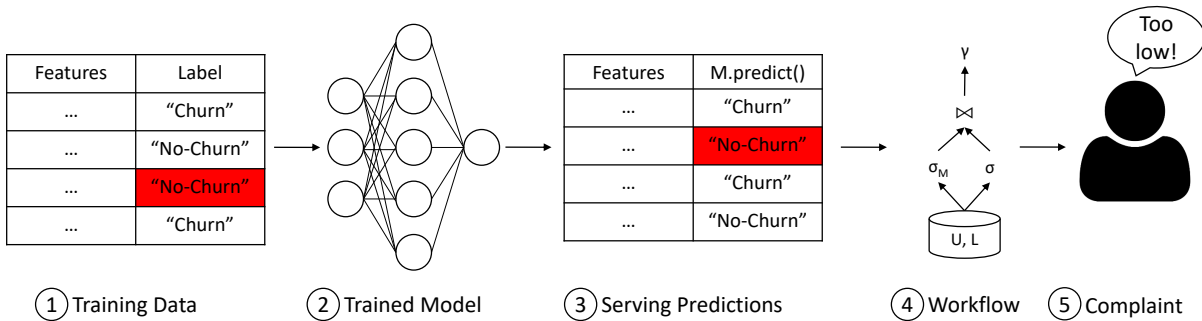 Features Label
... "Churn"
... "No-Churn"
... "No-Churn"
... "Churn"
Features M.predict()
... "Churn"
... "No-Churn"
... "Churn"
... "No-Churn"
γ
⋈
σM σ
U, L
Too
low!
1 Training Data
2 Trained Model
3 Serving Predictions
4 Workflow
5 Complaint